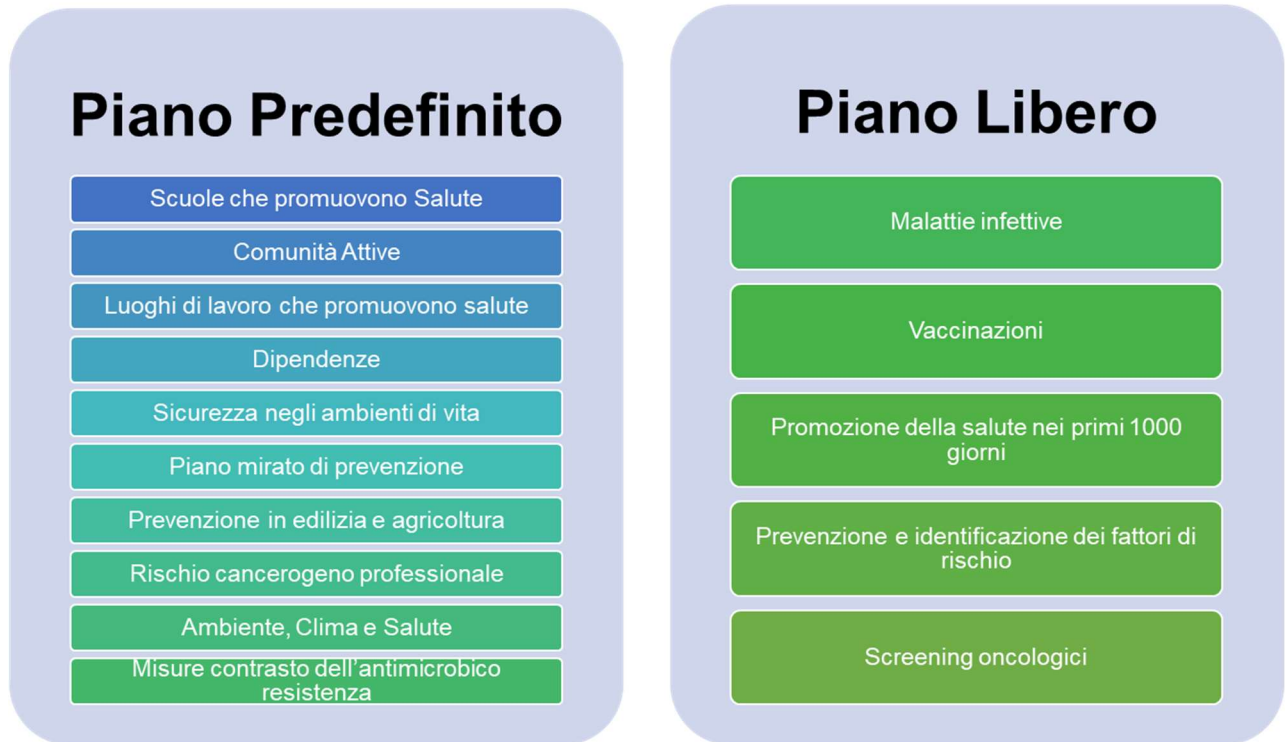 Piano Predefinito
Scuole che promuovono Salute
Comunità Attive
Luoghi di lavoro che promuovono salute
Dipendenze
Sicurezza negli ambienti di vita
Piano mirato di prevenzione
Prevenzione in edilizia e agricoltura
Rischio cancerogeno professionale
Ambiente, Clima e Salute
Misure contrasto dell'antimicrobico
resistenza
Piano Libero
Malattie infettive
Vaccinazioni
Promozione della salute nei primi 1000
giorni
Prevenzione e identificazione dei fattori di
rischio
Screening oncologici